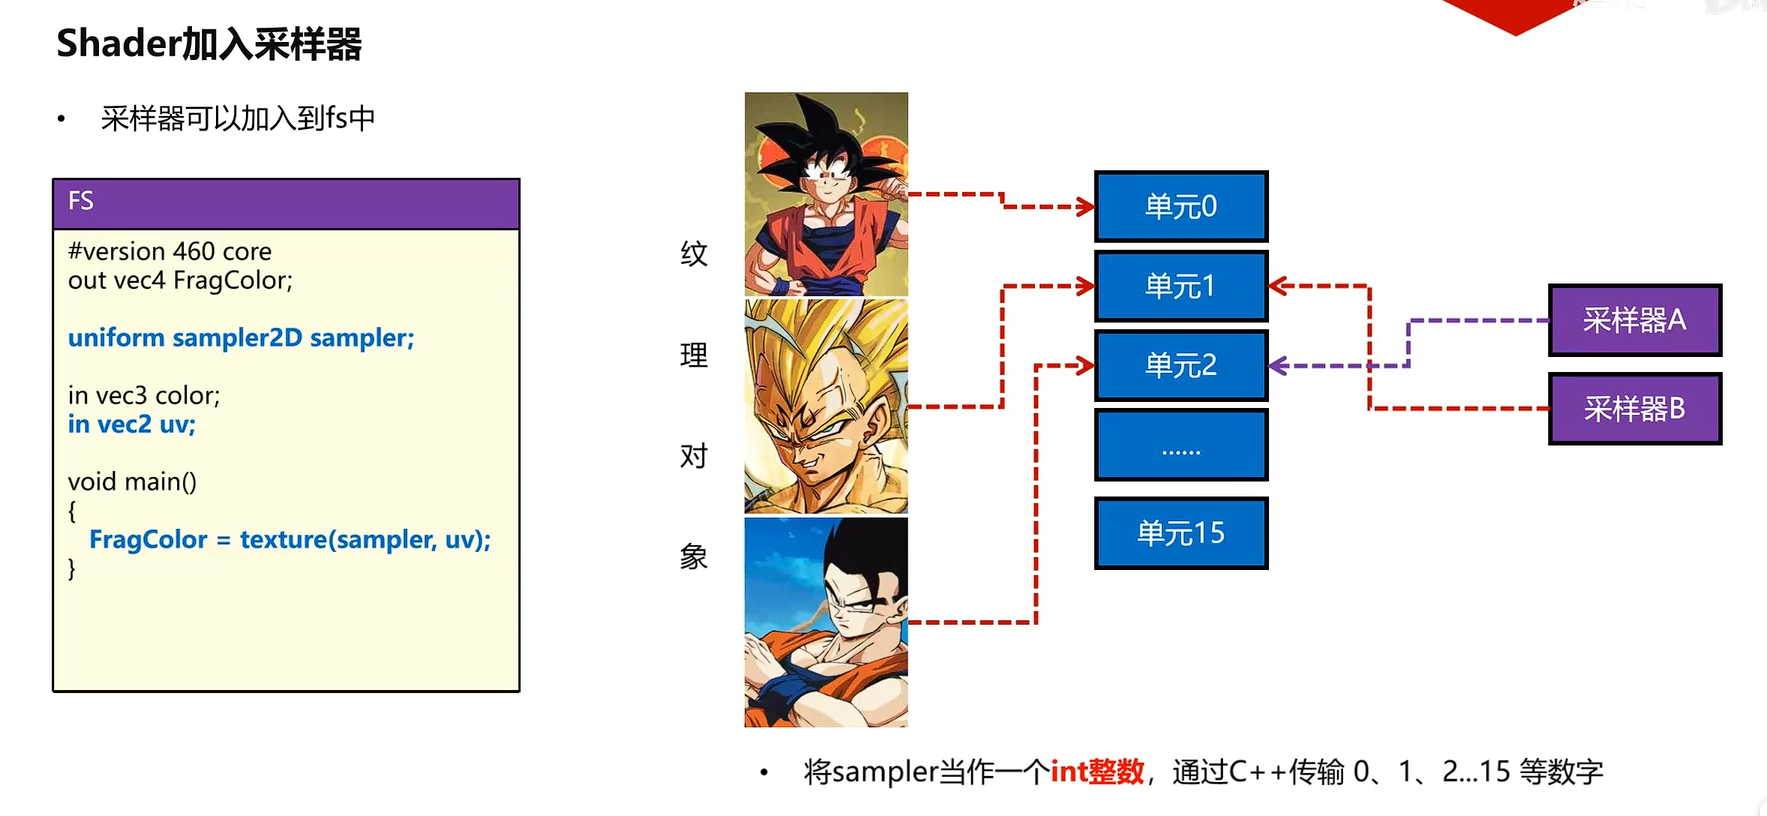 Shader加入采样器
• 采样器可以加入到fs中
FS
#version 460 core
out vec4 FragColor;
uniform sampler2D sampler;
in vec3 color;
in vec2 uv;
void main()
{
FragColor = texture(sampler, uv);
}
纹
理
对
象
单元0
单元1
单元2
......
单元15
采样器A
采样器B
• 将sampler当作一个int整数，通过C++传输 0、1、2...15 等数字